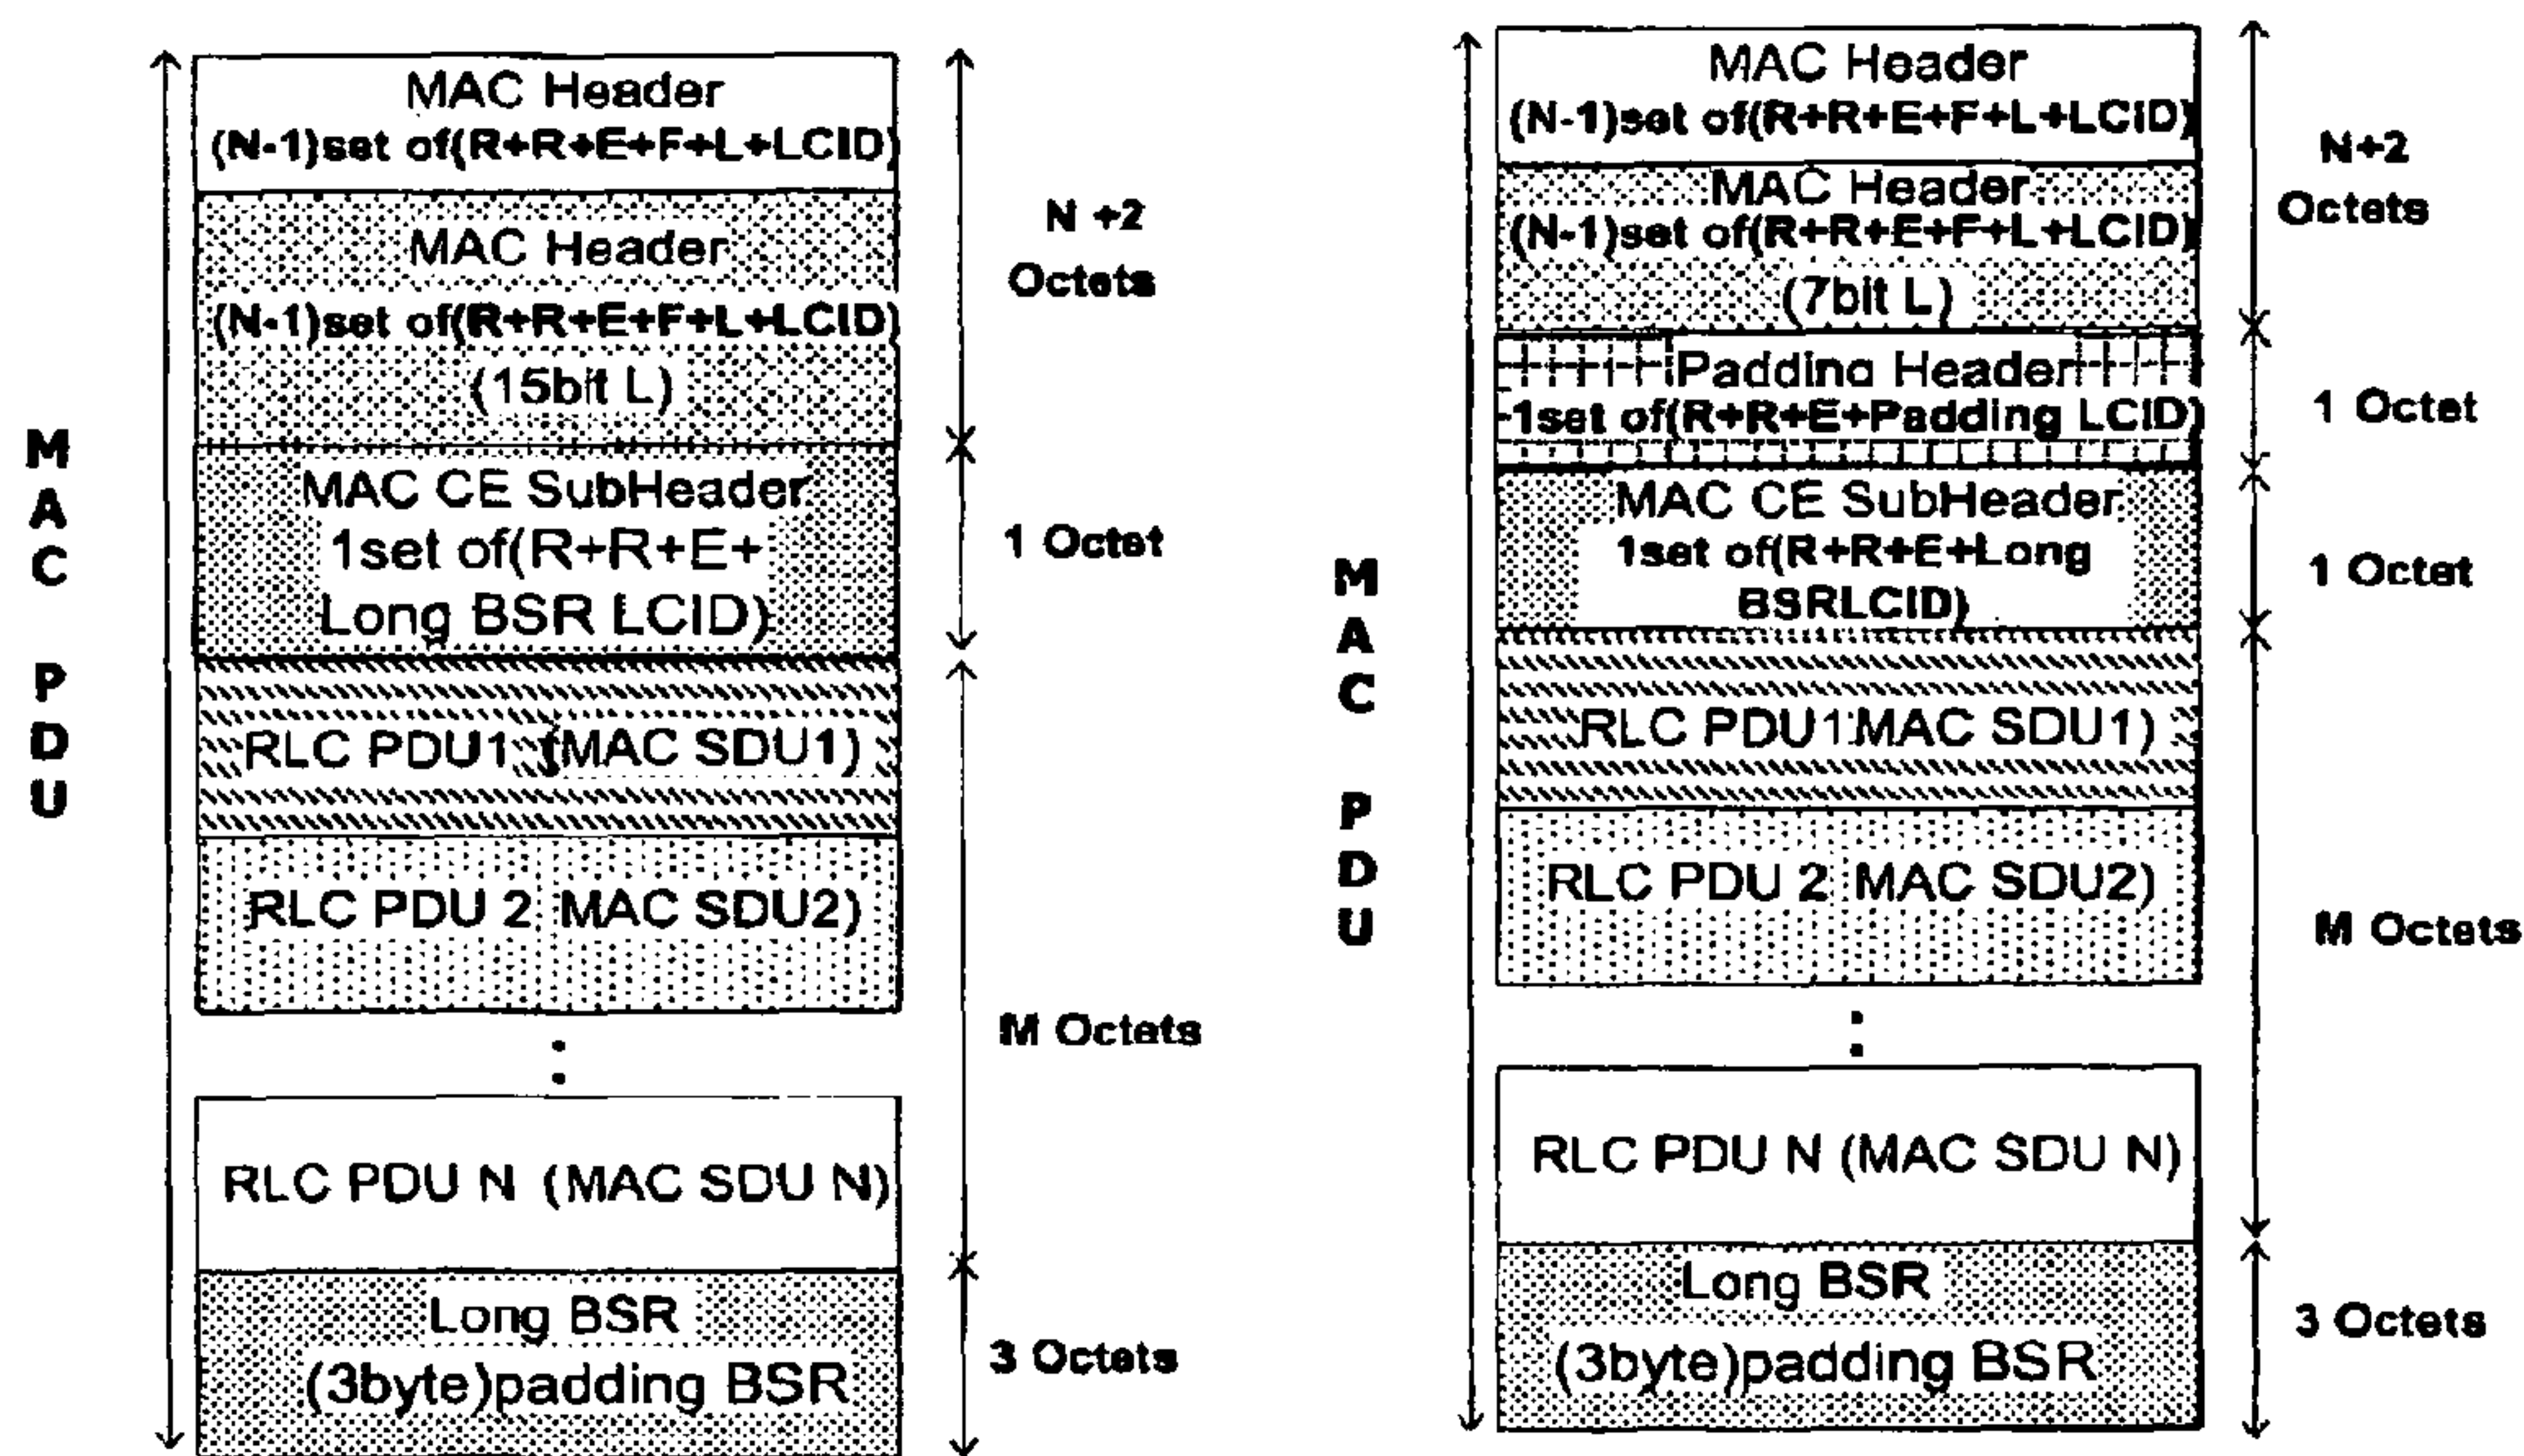 MAC PDU
MAC Header
(N-1)set of(R+R+E+F+L+LCID)
MAC Header
(N-1)set of(R+R+E+F+L+LCID)
(15bit L)
MAC CE SubHeader
1set of(R+R+E+
Long BSR LCID)
RLC PDU1 (MAC SDU1)
RLC PDU 2 MAC SDU2)
RLC PDU N (MAC SDU N)
Long BSR
(3byte)padding BSR
N +2
Octets
1 Octet
M Octets
3 Octets
MAC PDU
MAC Header
(N-1)set of(R+R+E+F+L+LCID)
MAC Header
(N-1)set of(R+R+E+F+L+LCID)
(7bit L)
Padding Header
1set of(R+R+E+Padding LCID)
MAC CE SubHeader
1set of(R+R+E+Long
BSRLCID)
RLC PDU1 MAC SDU1)
RLC PDU 2 MAC SDU2)
RLC PDU N (MAC SDU N)
Long BSR
(3byte)padding BSR
N+2
Octets
1 Octet
1 Octet
M Octets
3 Octets